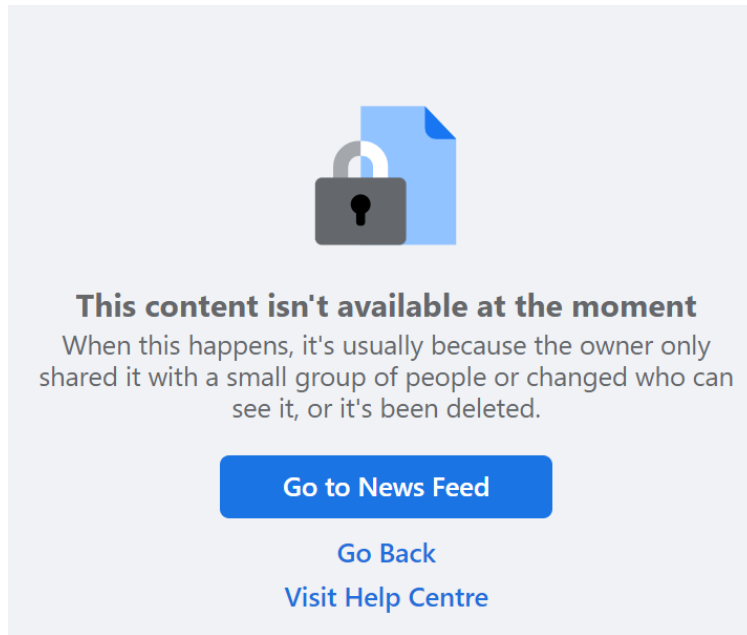 This content isn't available at the moment
When this happens, it's usually because the owner only
shared it with a small group of people or changed who can
see it, or it's been deleted.
Go to News Feed
Go Back
Visit Help Centre